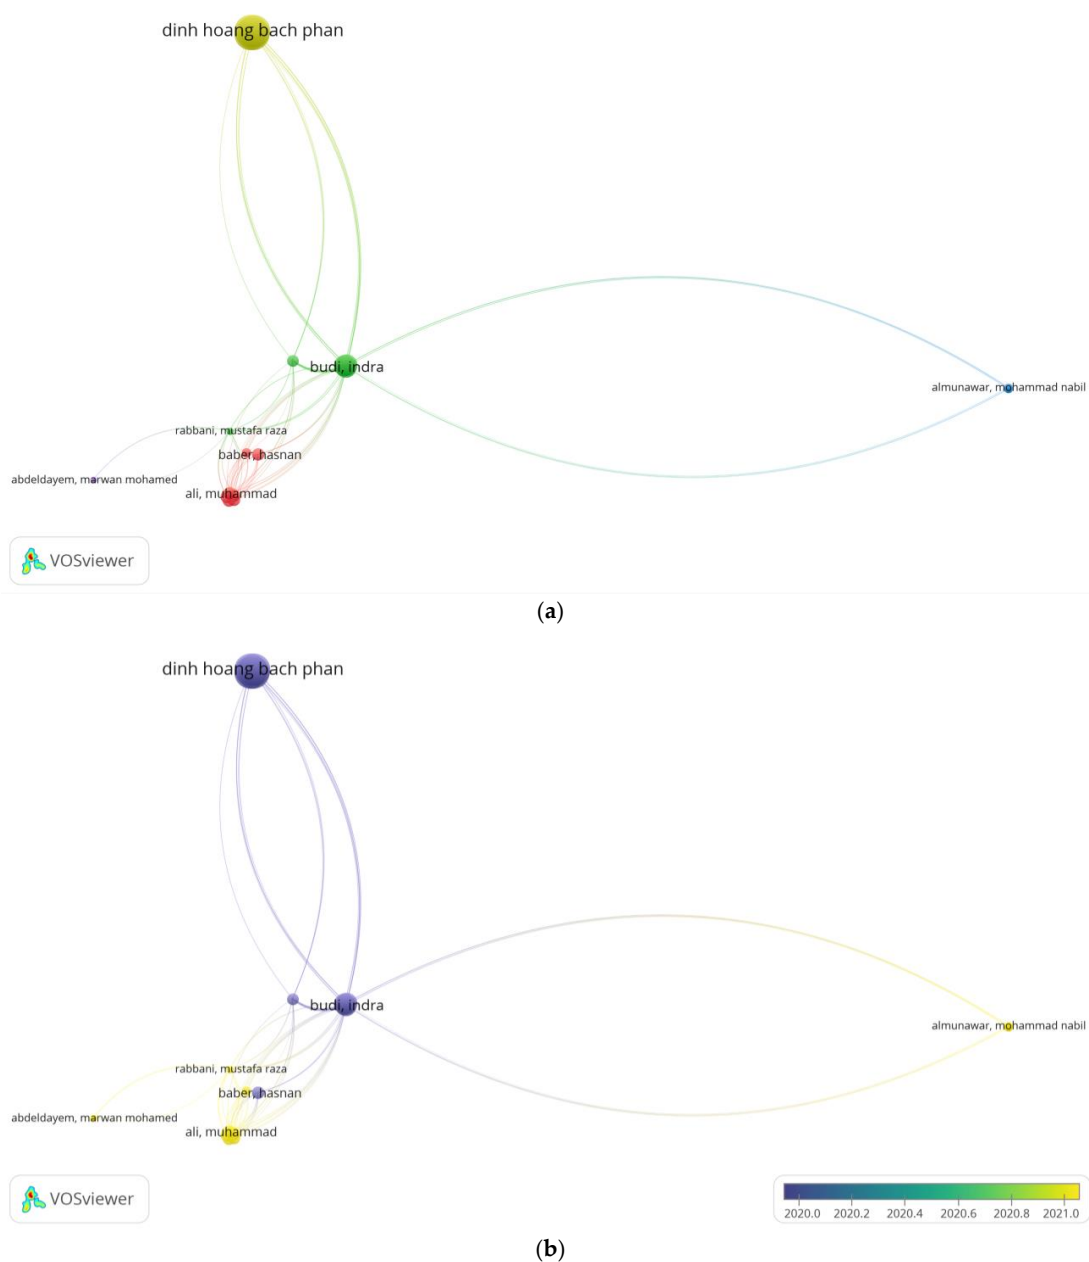 dinh hoang bach phan
budi, indra
almunawar, mohammad nabil
rabbani, mustafa raza
baber, hasnan
abdeldayem, marwan mohamed
ali, muhammad
VOSviewer
(a)
dinh hoang bach phan
budi, indra
almunawar, mohammad nabil
rabbani, mustafa raza
baber, hasnan
abdeldayem, marwan mohamed
ali, muhammad
VOSviewer
2020.0 2020.2 2020.4 2020.6 2020.8 2021.0
(b)